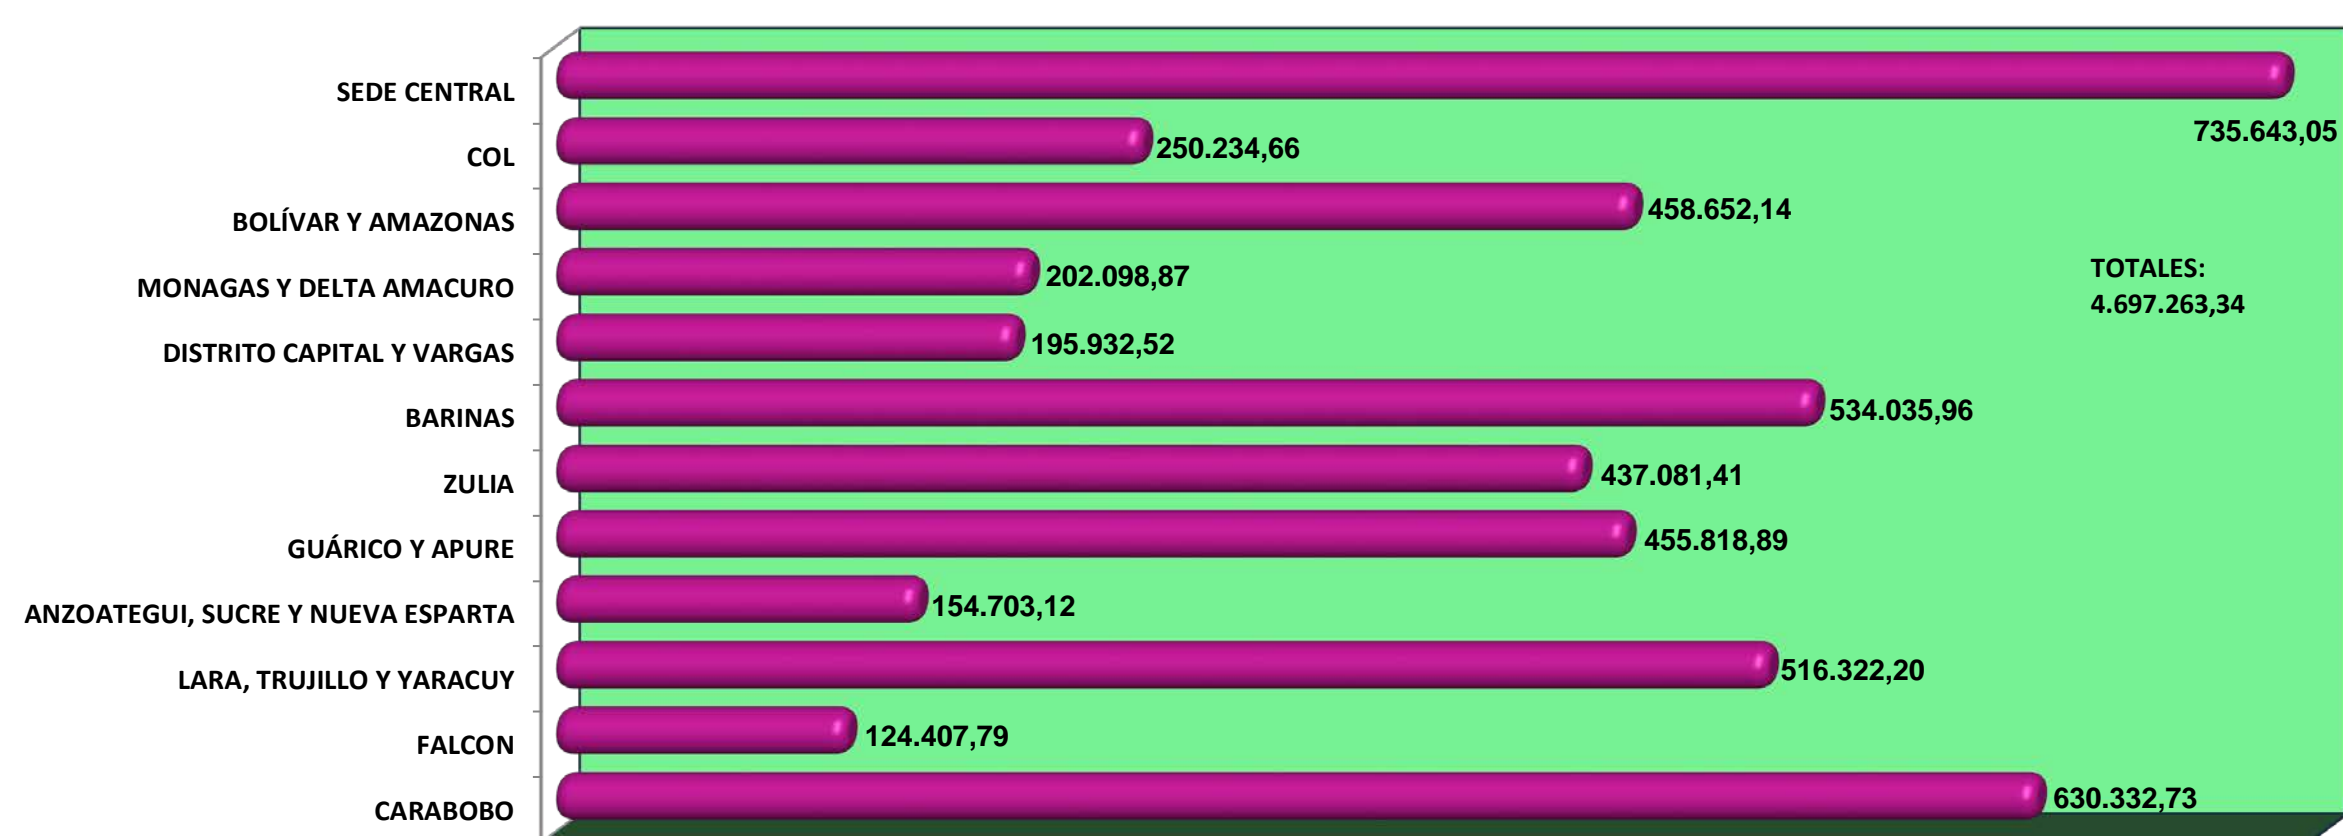 SEDE CENTRAL
735.643,05
COL
250.234,66
BOLÍVAR Y AMAZONAS
458.652,14
MONAGAS Y DELTA AMACURO
202.098,87
TOTALES:
4.697.263,34
DISTRITO CAPITAL Y VARGAS
195.932,52
BARINAS
534.035,96
ZULIA
437.081,41
GUÁRICO Y APURE
455.818,89
ANZOATEGUI, SUCRE Y NUEVA ESPARTA
154.703,12
LARA, TRUJILLO Y YARACUY
516.322,20
FALCON
124.407,79
CARABOBO
630.332,73